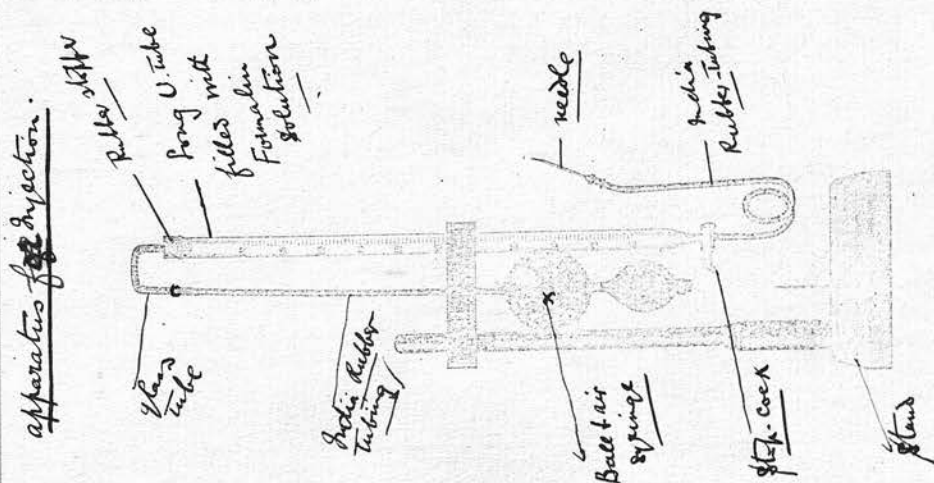 apparatus for Injection.
Rubber stopper
Long U. Tube
filled with
Formalin
Solution
needle
India
Rubber-Tubing
glass
tube
India Rubber
Tubing
Ball & air
syringe
Stop-cock
Stand